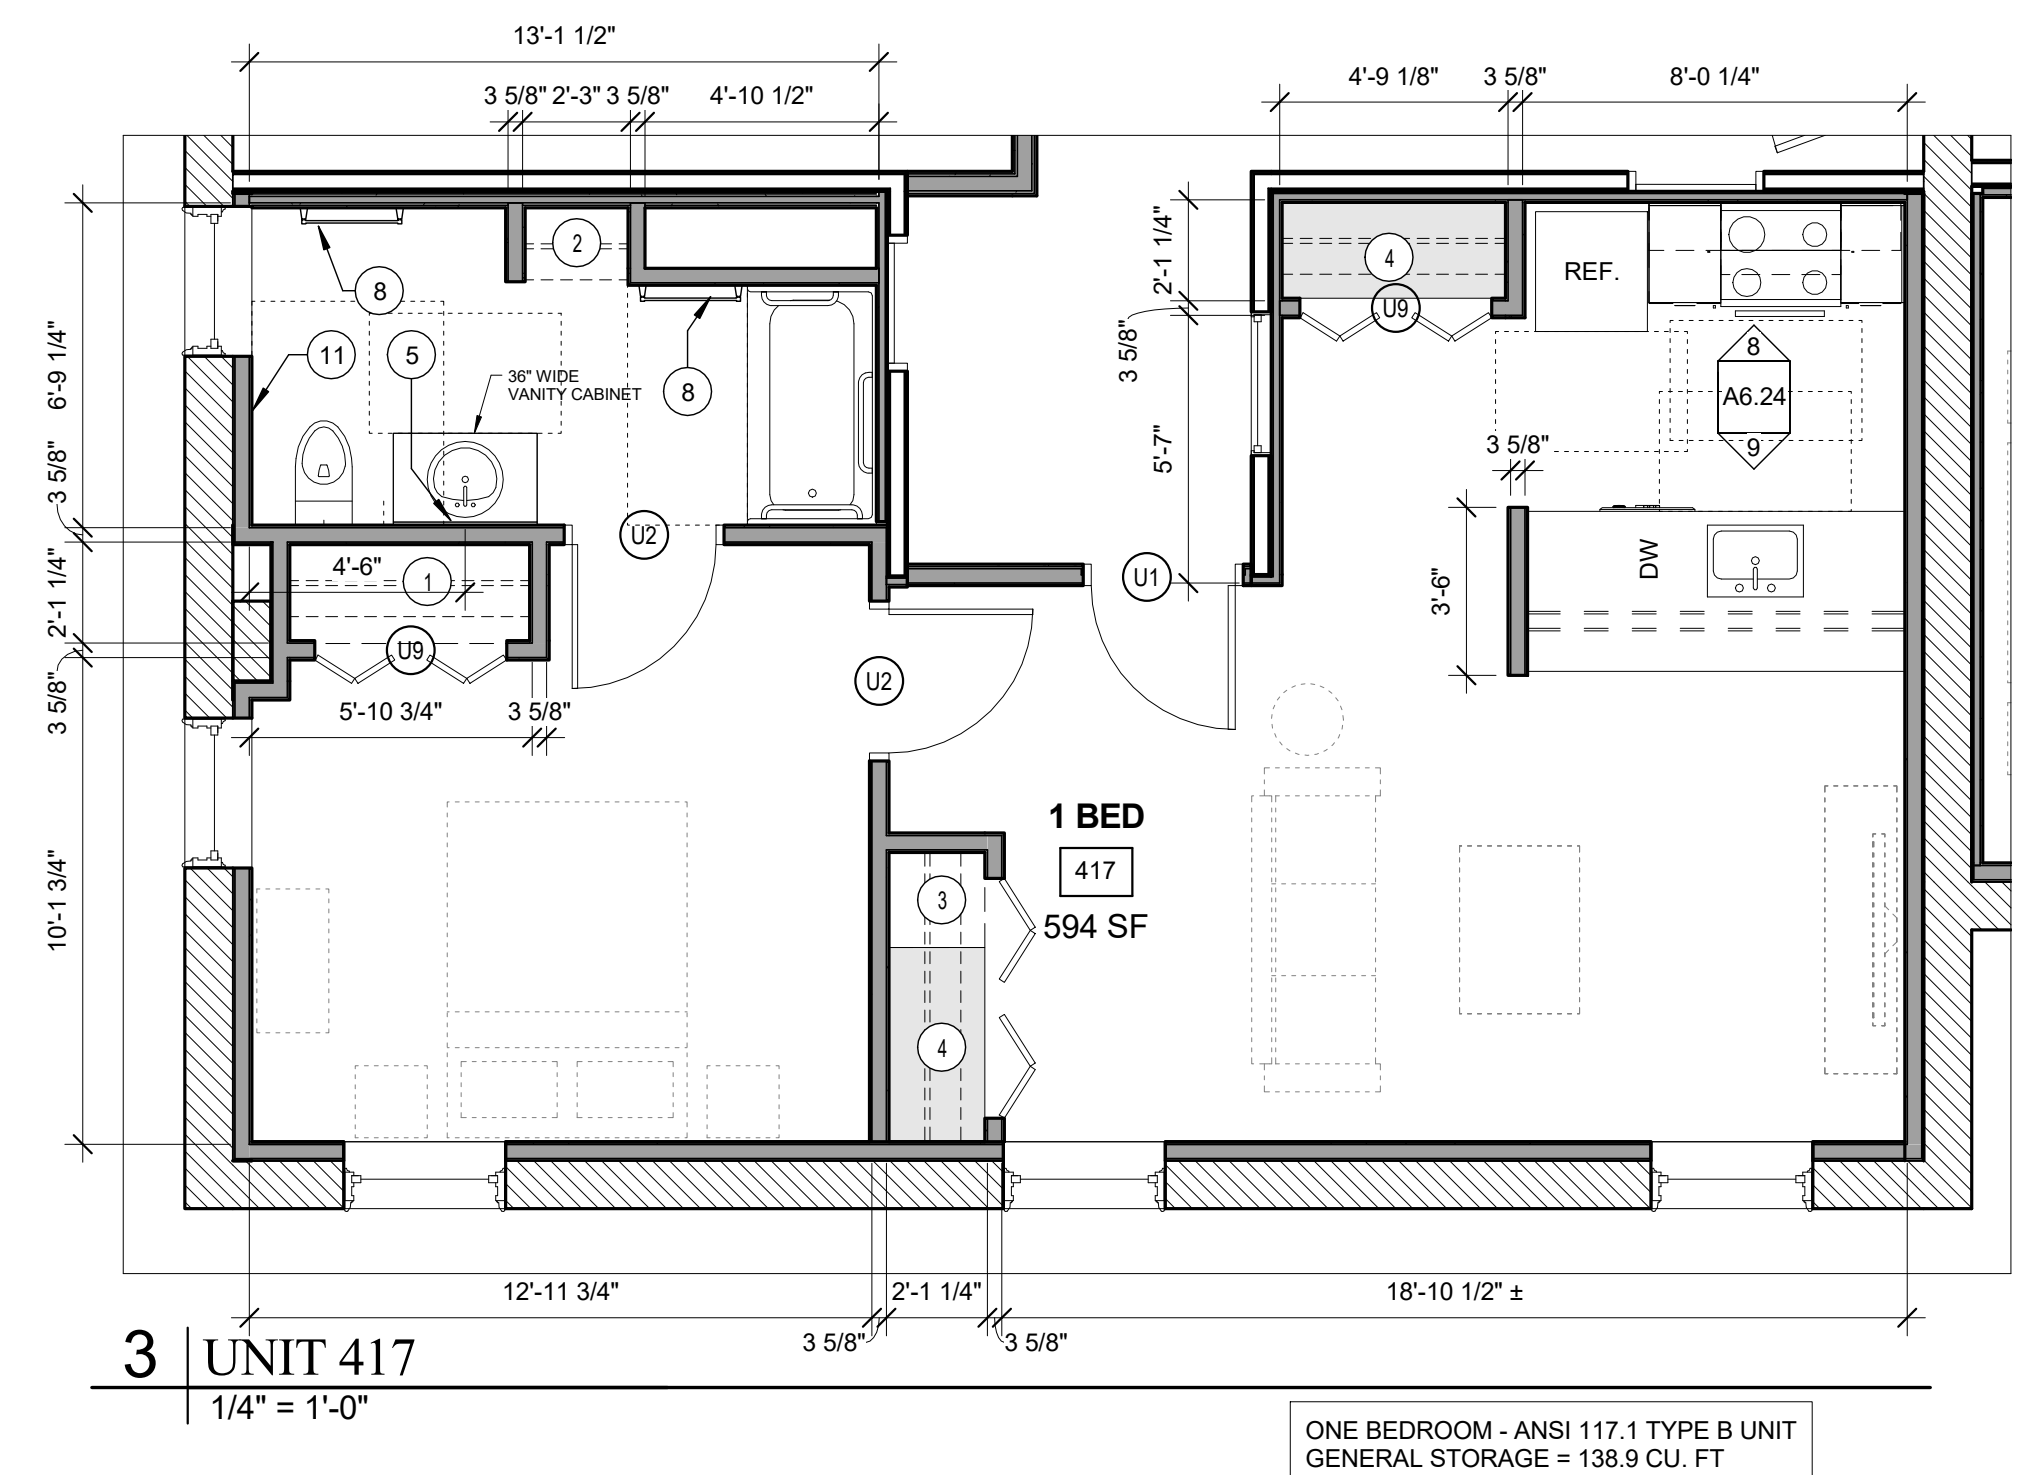 13'-1 1/2"
3 5/8" 2'-3" 3 5/8" 4'-10 1/2"
4'-9 1/8" 3 5/8" 8'-0 1/4"
6'-9 1/4"
3 5/8"
2'-1 1/4"
3 5/8"
10'-1 3/4"
2
8
11
5
36" WIDE
VANITY CABINET
8
2'-1 1/4"
3 5/8"
5'-7"
4
U9
REF.
8
A6.24
9
3 5/8"
3'-6"
DW
4'-6"
1
U2
U1
U9
U2
5'-10 3/4" 3 5/8"
1 BED
417
594 SF
3
4
12'-11 3/4" 2'-1 1/4" 18'-10 1/2" ±
3 5/8" 3 5/8"
3 UNIT 417
1/4" = 1'-0"
ONE BEDROOM - ANSI 117.1 TYPE B UNIT
GENERAL STORAGE = 138.9 CU. FT